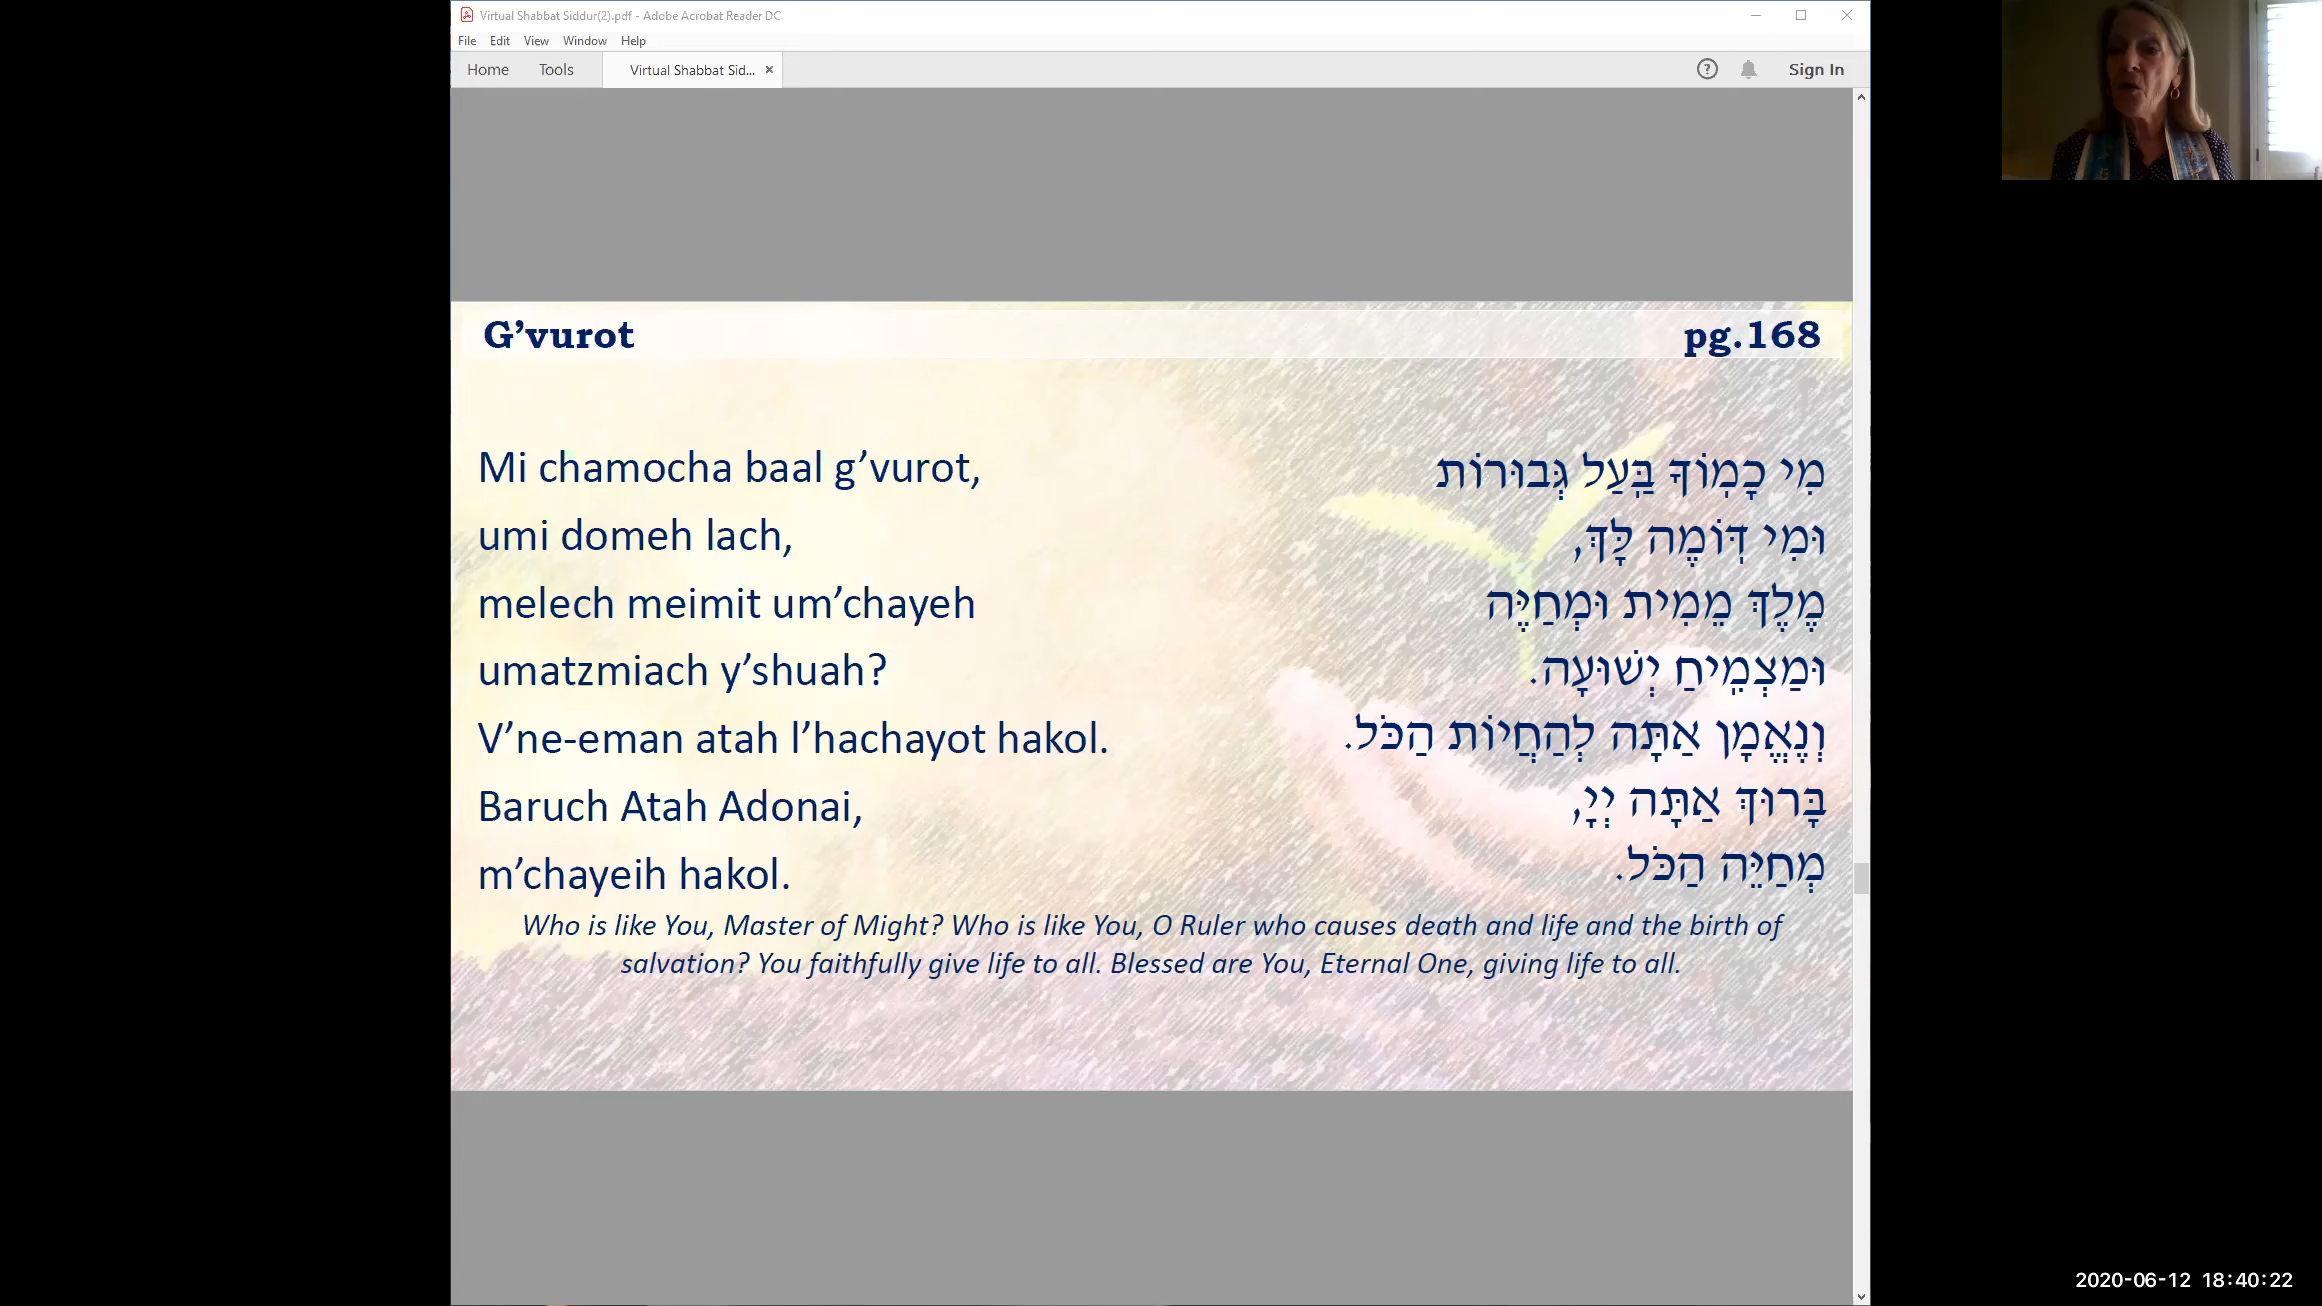 Virtual Shabbat Siddur(2).pdf - Adobe Acrobat Reader DC
File Edit View Window Help
Home Tools Virtual Shabbat Sid... × ? Sign In
G’vurot pg.168
Mi chamocha baal g’vurot,
umi domeh lach,
melech meimit um’chayeh
umatzmiach y’shuah?
V’ne-eman atah l’hachayot hakol.
Baruch Atah Adonai,
m’chayeih hakol.
מִי כָמְוֹךָ בַּֽעַל גְּבוּרוֹת
וּמִי דְּוֹמֶה לָּךְ,
מֶֽלֶךְ מֵמִית וּמְחַיֶּה
וּמַצְמִֽיחַ יְשׁוּעָה.
וְנֶאֱמָן אַתָּה לְהַחֲיוֹת הַכֹּל.
בָּרוּךְ אַתָּה יְיָ,
מְחַיֵּה הַכֹּל.
Who is like You, Master of Might? Who is like You, O Ruler who causes death and life and the birth of
salvation? You faithfully give life to all. Blessed are You, Eternal One, giving life to all.
2020-06-12 18:40:22